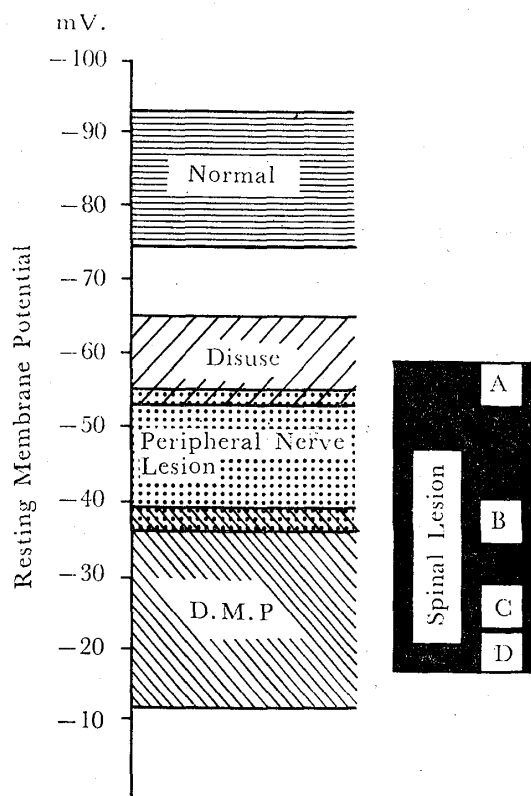 mV.
-100
-90
-80
-70
-60
-50
-40
-30
-20
-10
Resting Membrane Potential
Normal
Disuse
Peripheral Nerve
Lesion
D.M.P
Spinal Lesion
A
B
C
D